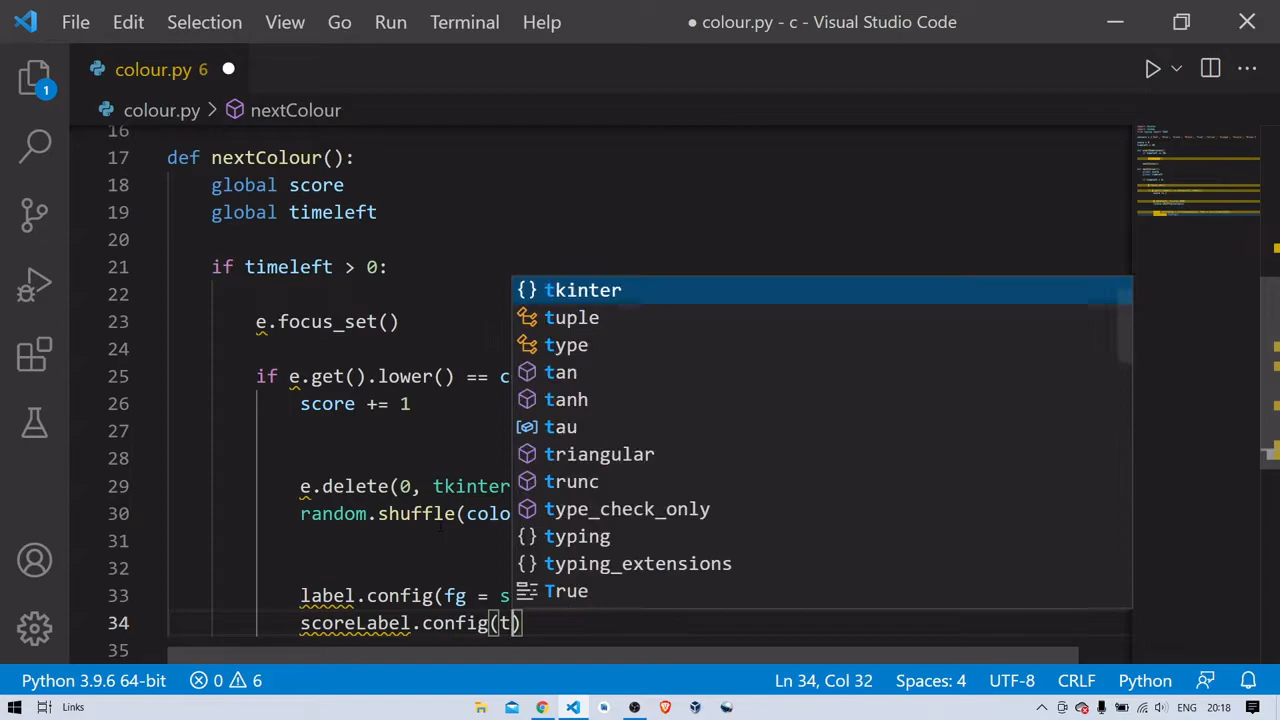 File Edit Selection View Go Run Terminal Help ● colour.py - c - Visual Studio Code
1
colour.py 6
colour.py > nextColour
16
17 def nextColour():
18 global score
19 global timeleft
20
21 if timeleft > 0:
22
23 e.focus_set()
24
25 if e.get().lower() == c
26 score += 1
27
28
29 e.delete(0, tkinter
30 random.shuffle(colo
31
32
33 label.config(fg = s
34 scoreLabel.config(t)
35
{} tkinter
tuple
type
tan
tanh
tau
triangular
trunc
type_check_only
{} typing
{} typing_extensions
True
Python 3.9.6 64-bit 0 6 Ln 34, Col 32 Spaces: 4 UTF-8 CRLF Python
Links ENG 20:18